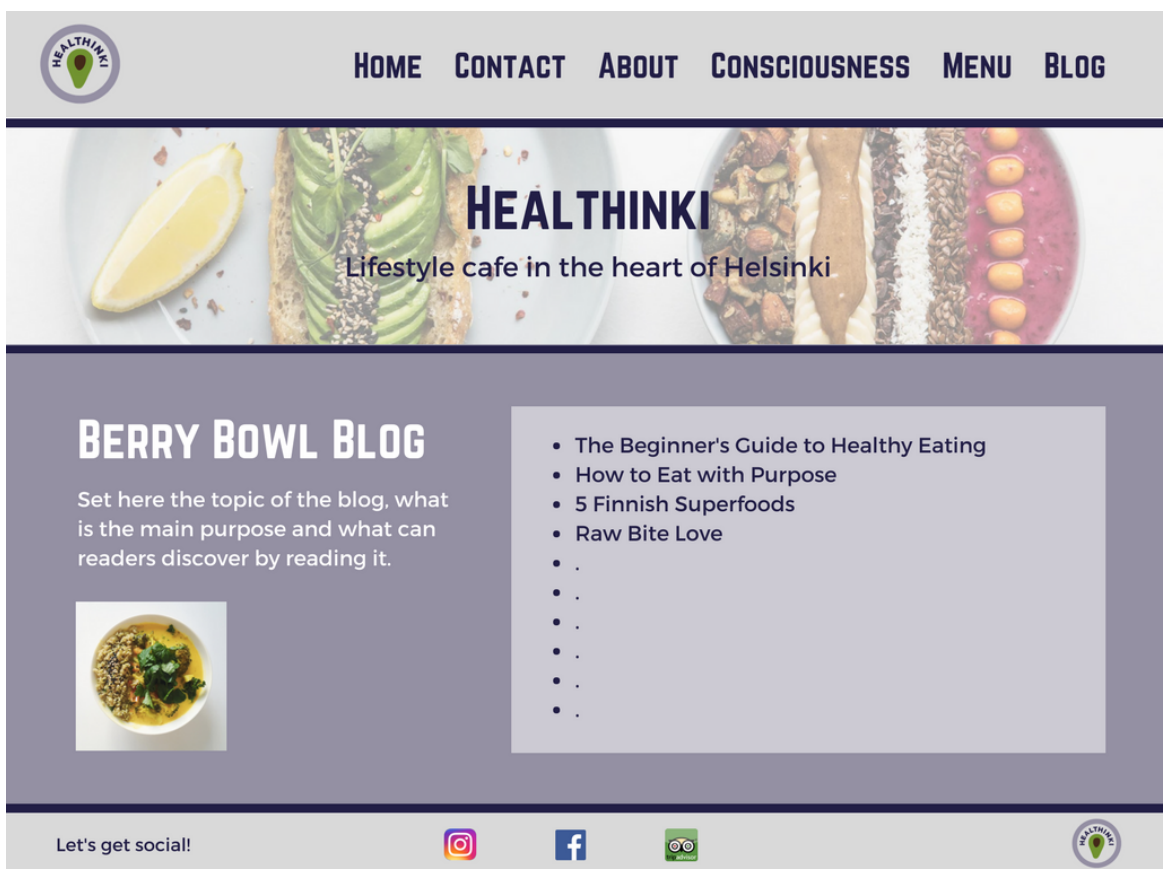 HEALTHINKI
HOME CONTACT ABOUT CONSCIOUSNESS MENU BLOG
HEALTHINKI
Lifestyle cafe in the heart of Helsinki
BERRY BOWL BLOG
Set here the topic of the blog, what
is the main purpose and what can
readers discover by reading it.
• The Beginner's Guide to Healthy Eating
• How to Eat with Purpose
• 5 Finnish Superfoods
• Raw Bite Love
• .
• .
• .
• .
• .
• .
Let's get social!
tripadvisor
HEALTHINKI